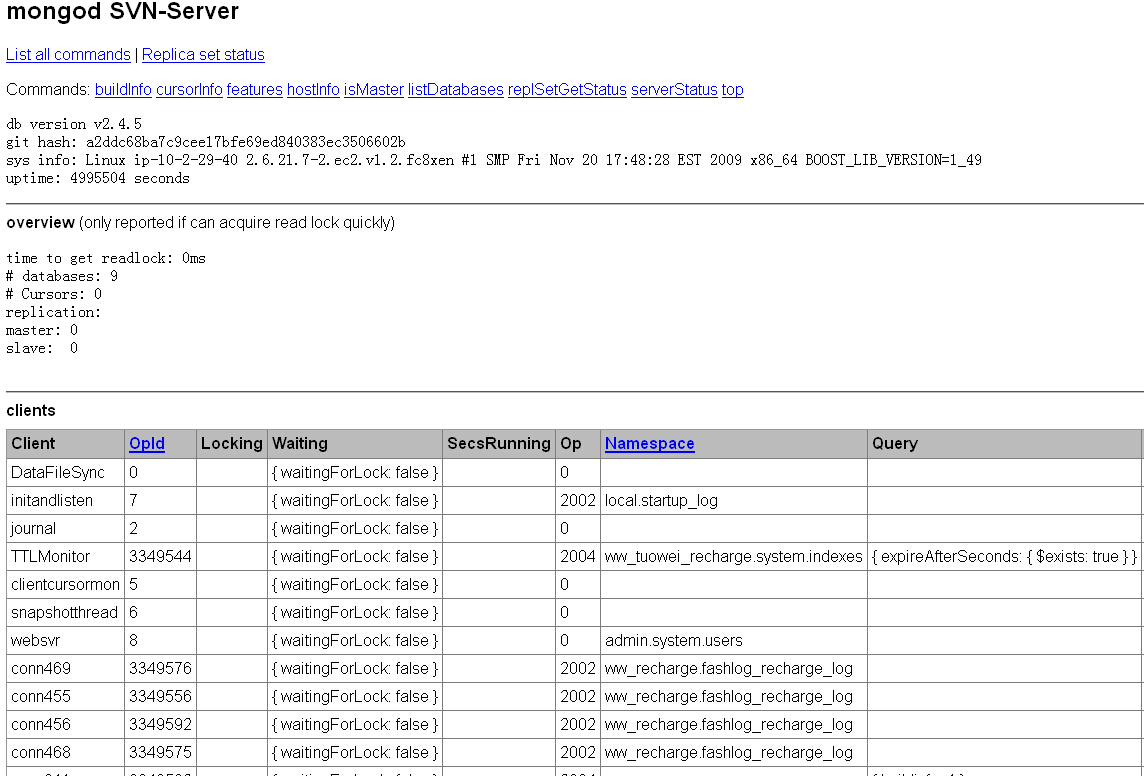 mongod SVN-Server
List all commands | Replica set status
Commands: buildInfo cursorInfo features hostInfo isMaster listDatabases replSetGetStatus serverStatus top
db version v2.4.5
git hash: a2ddc68ba7c9cee17bfe69ed840383ec3506602b
sys info: Linux ip-10-2-29-40 2.6.21.7-2.ec2.v1.2.fc8xen #1 SMP Fri Nov 20 17:48:28 EST 2009 x86_64 BOOST_LIB_VERSION=1_49
uptime: 4995504 seconds
overview (only reported if can acquire read lock quickly)
time to get readlock: 0ms
# databases: 9
# Cursors: 0
replication:
master: 0
slave:  0
clients
Client OpId Locking Waiting SecsRunning Op Namespace Query
DataFileSync 0 { waitingForLock: false } 0
initandlisten 7 { waitingForLock: false } 2002 local.startup_log
journal 2 { waitingForLock: false } 0
TTLMonitor 3349544 { waitingForLock: false } 2004 ww_tuowei_recharge.system.indexes { expireAfterSeconds: { $exists: true } }
clientcursormon 5 { waitingForLock: false } 0
snapshotthread 6 { waitingForLock: false } 0
websvr 8 { waitingForLock: false } 0 admin.system.users
conn469 3349576 { waitingForLock: false } 2002 ww_recharge.fashlog_recharge_log
conn455 3349556 { waitingForLock: false } 2002 ww_recharge.fashlog_recharge_log
conn456 3349592 { waitingForLock: false } 2002 ww_recharge.fashlog_recharge_log
conn468 3349575 { waitingForLock: false } 2002 ww_recharge.fashlog_recharge_log